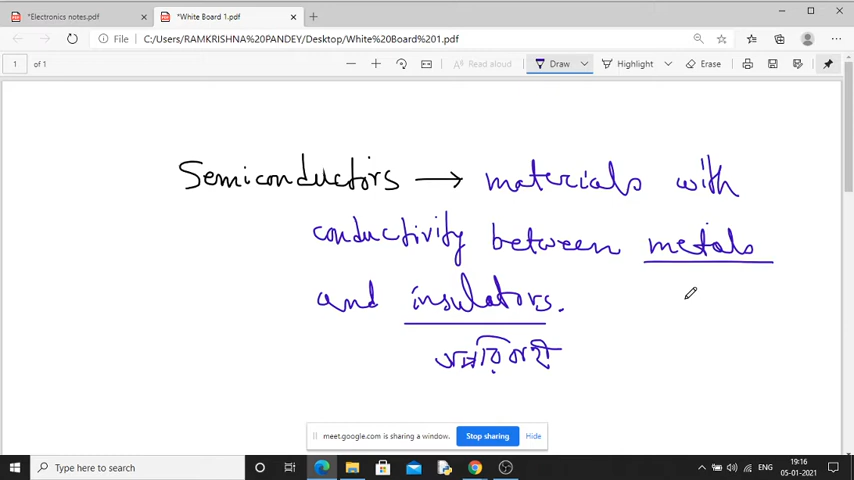 *Electronics notes.pdf
*White Board 1.pdf
File C:/Users/RAMKRISHNA%20PANDEY/Desktop/White%20Board%201.pdf
1 of 1 Read aloud Draw Highlight Erase
Semiconductors → materials with
conductivity between metals
and insulators.
অপরিবাহী
meet.google.com is sharing a window. Stop sharing Hide
Type here to search
ENG
19:16
05-01-2021